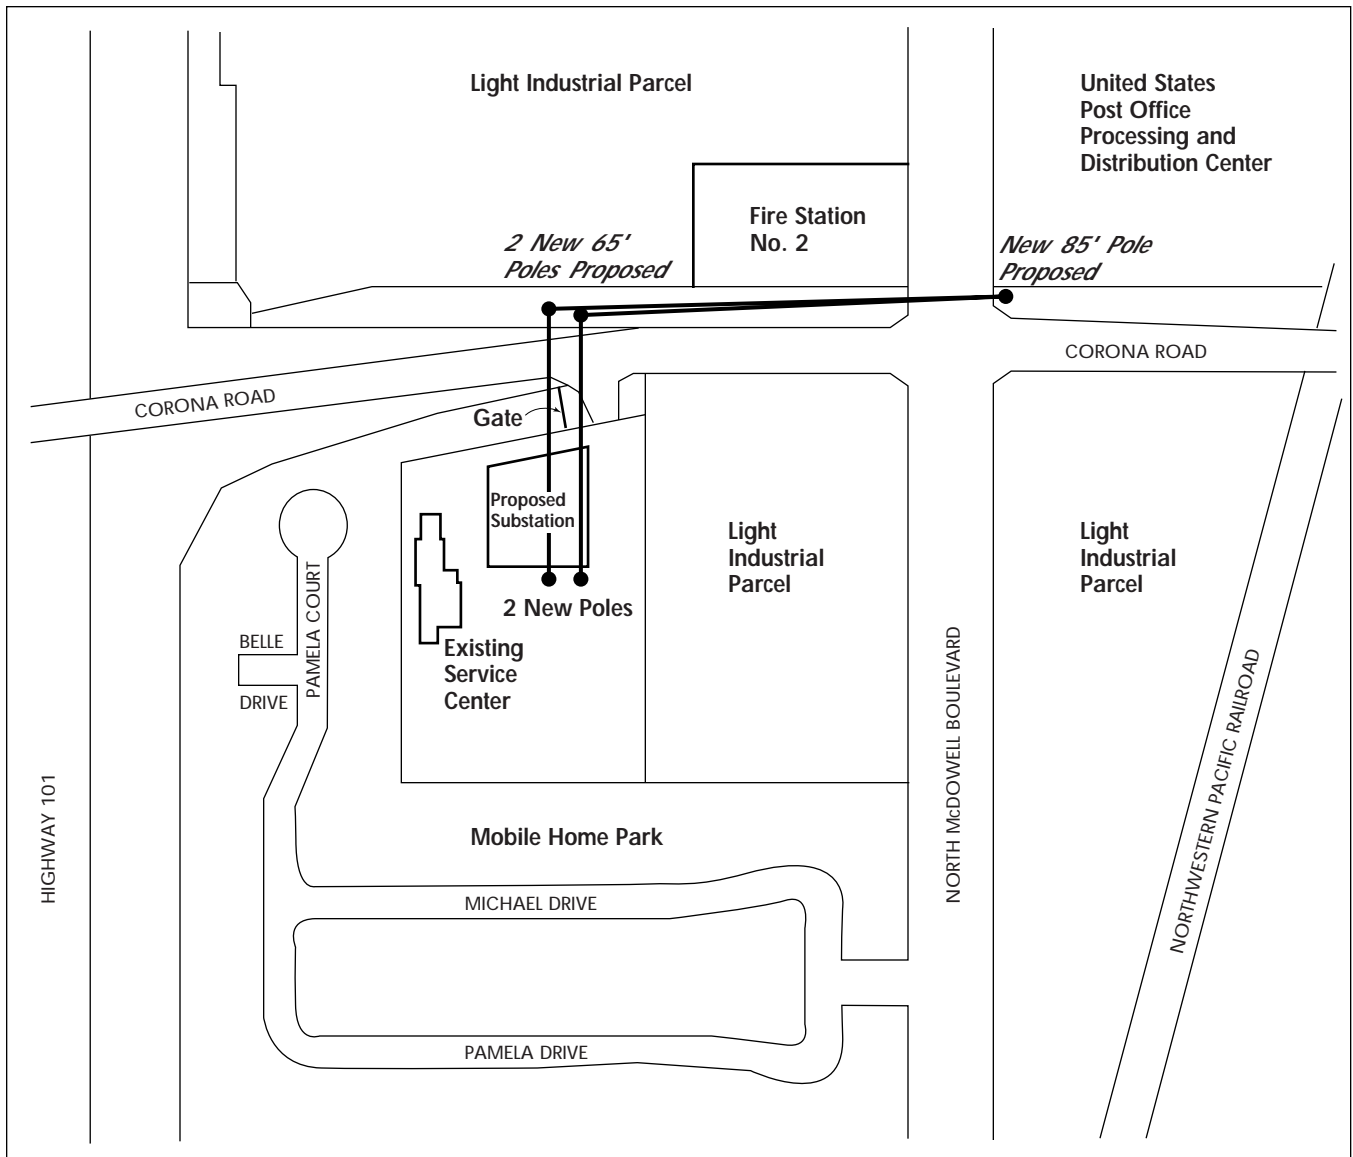 Light Industrial Parcel
United States
Post Office
Processing and
Distribution Center
Fire Station
No. 2
2 New 65'
Poles Proposed
New 85' Pole
Proposed
CORONA ROAD
CORONA ROAD
Gate
Proposed
Substation
Light
Industrial
Parcel
Light
Industrial
Parcel
2 New Poles
PAMELA COURT
BELLE
DRIVE
Existing
Service
Center
NORTH McDOWELL BOULEVARD
NORTHWESTERN PACIFIC RAILROAD
HIGHWAY 101
Mobile Home Park
MICHAEL DRIVE
PAMELA DRIVE